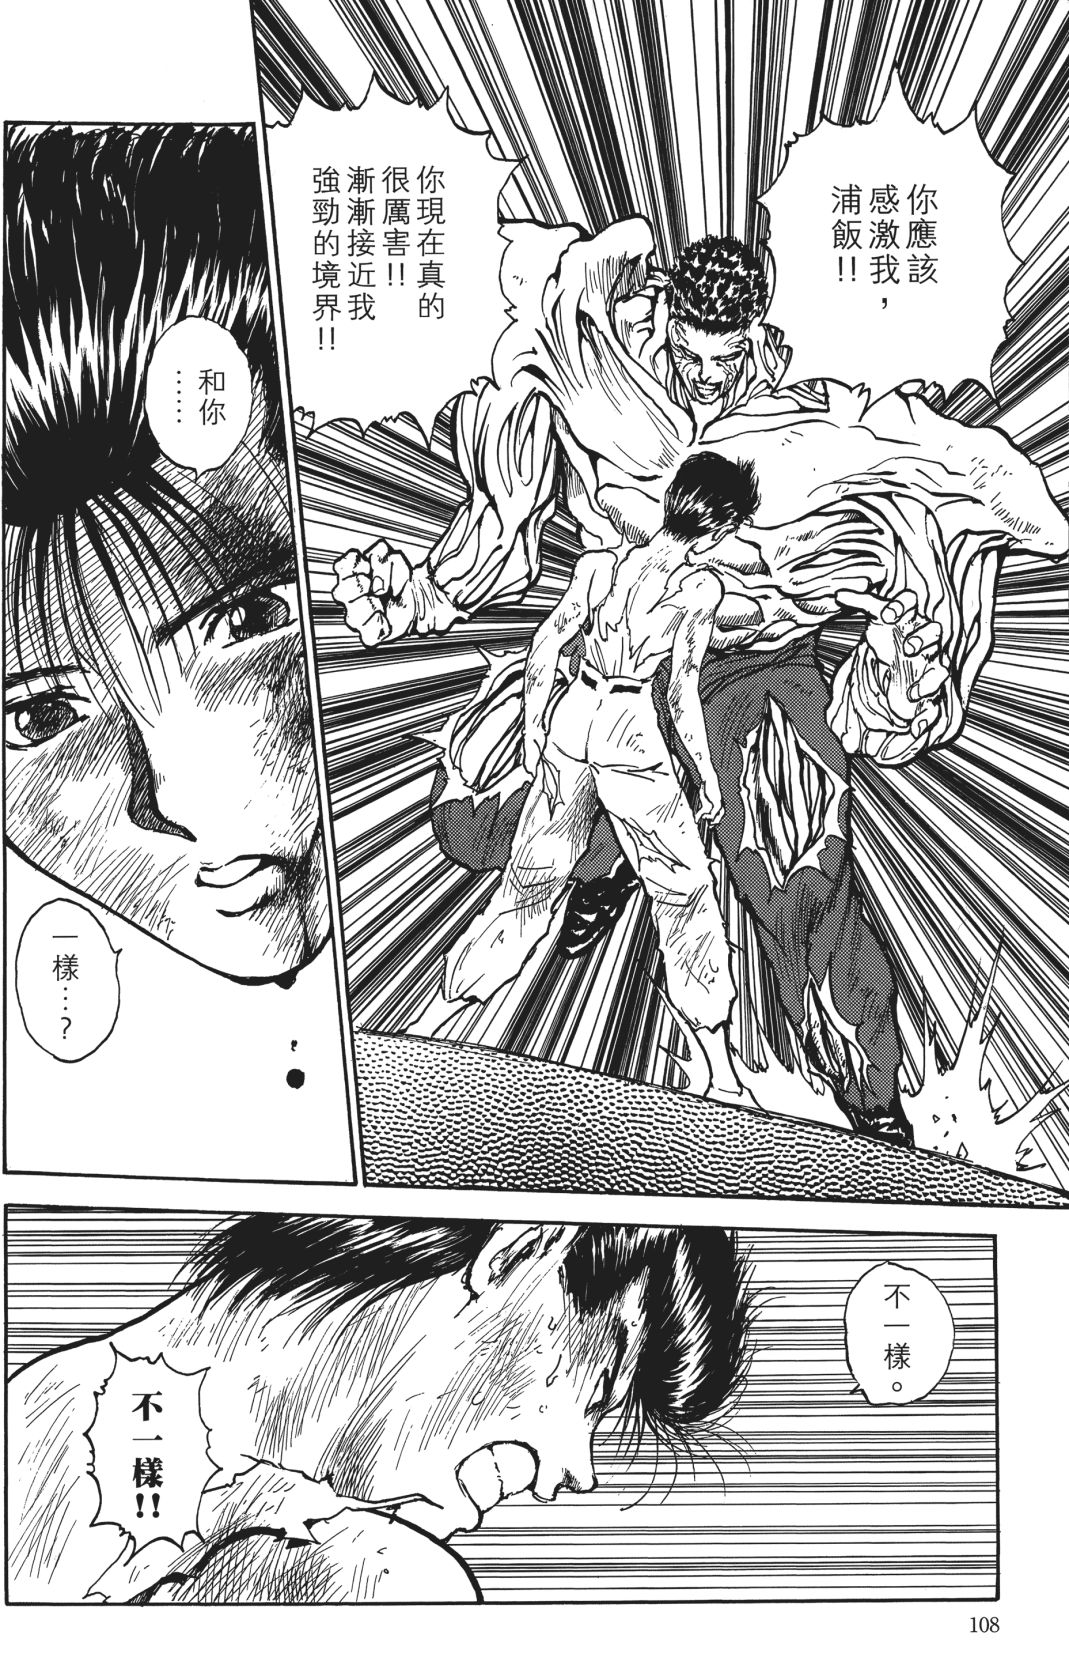 你應該
感激我，
浦飯!!
你現在真的
很厲害!!
漸漸接近我
強勁的境界!!
和你
……
一樣…?
不一樣。
不一樣!!
108